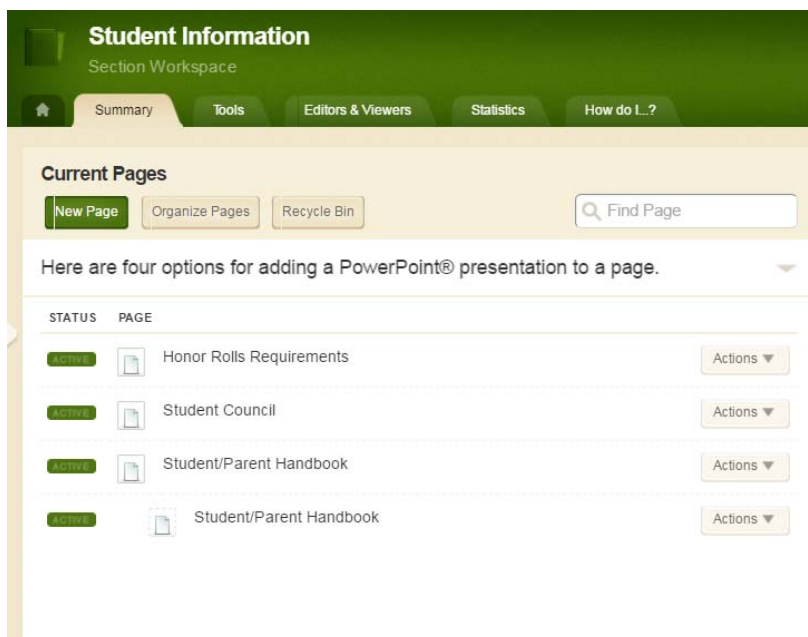 Student Information
Section Workspace
Summary Tools Editors & Viewers Statistics How do I...?
Current Pages
New Page Organize Pages Recycle Bin Find Page
Here are four options for adding a PowerPoint® presentation to a page.
STATUS PAGE
ACTIVE Honor Rolls Requirements Actions
ACTIVE Student Council Actions
ACTIVE Student/Parent Handbook Actions
ACTIVE Student/Parent Handbook Actions